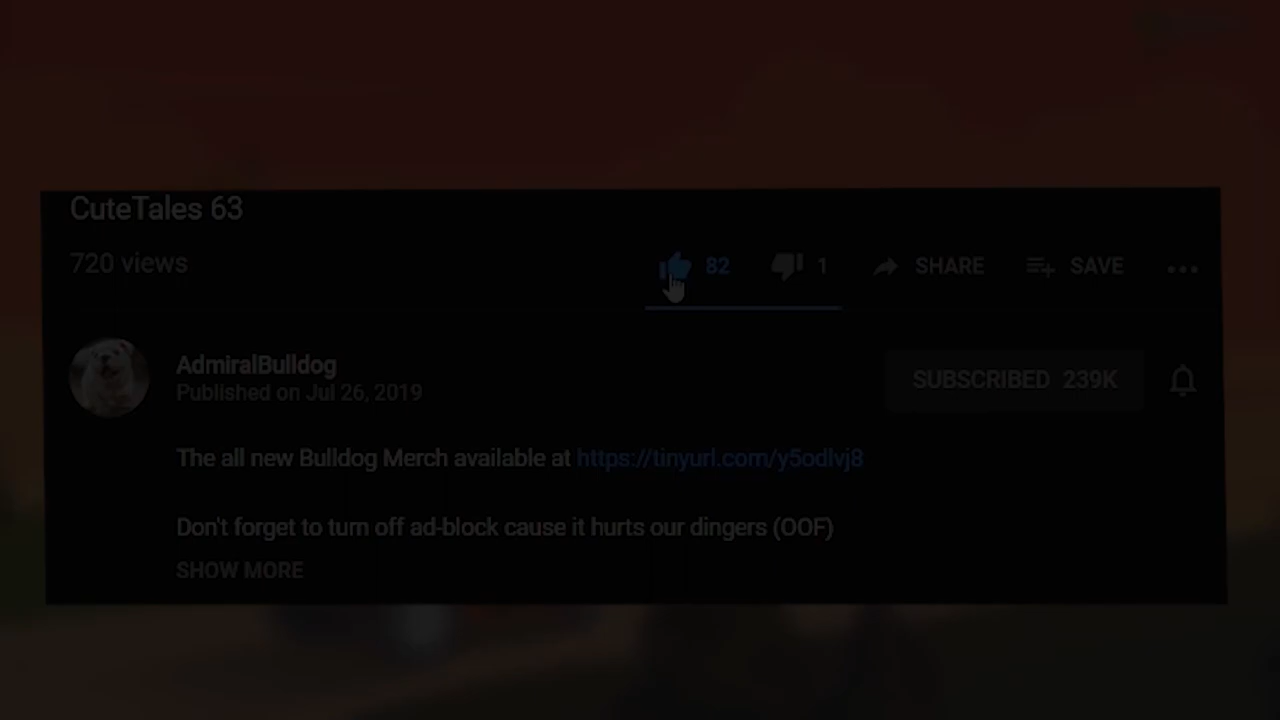 CuteTales 63
720 views
82 1 SHARE SAVE
AdmiralBulldog
Published on Jul 26, 2019
SUBSCRIBED 239K
The all new Bulldog Merch available at https://tinyurl.com/y5odlvj8
Don't forget to turn off ad-block cause it hurts our dingers (OOF)
SHOW MORE